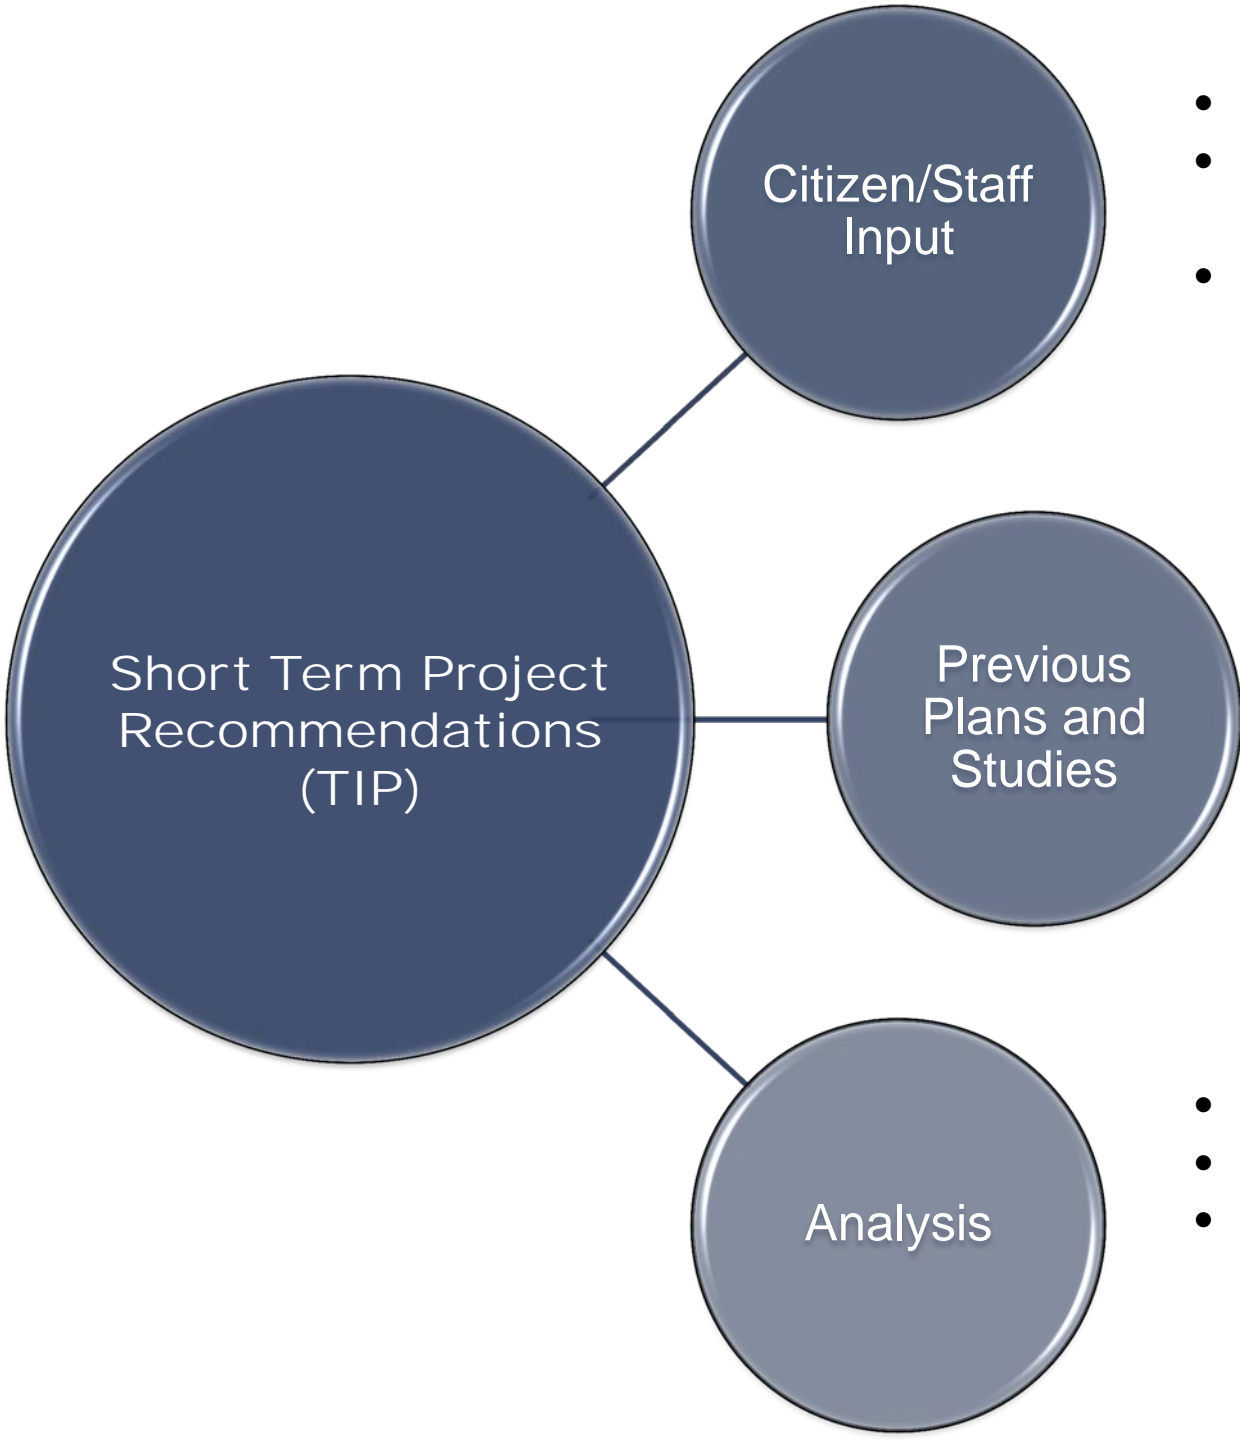 Citizen/Staff
Input
Short Term Project
Recommendations
(TIP)
Previous
Plans and
Studies
Analysis